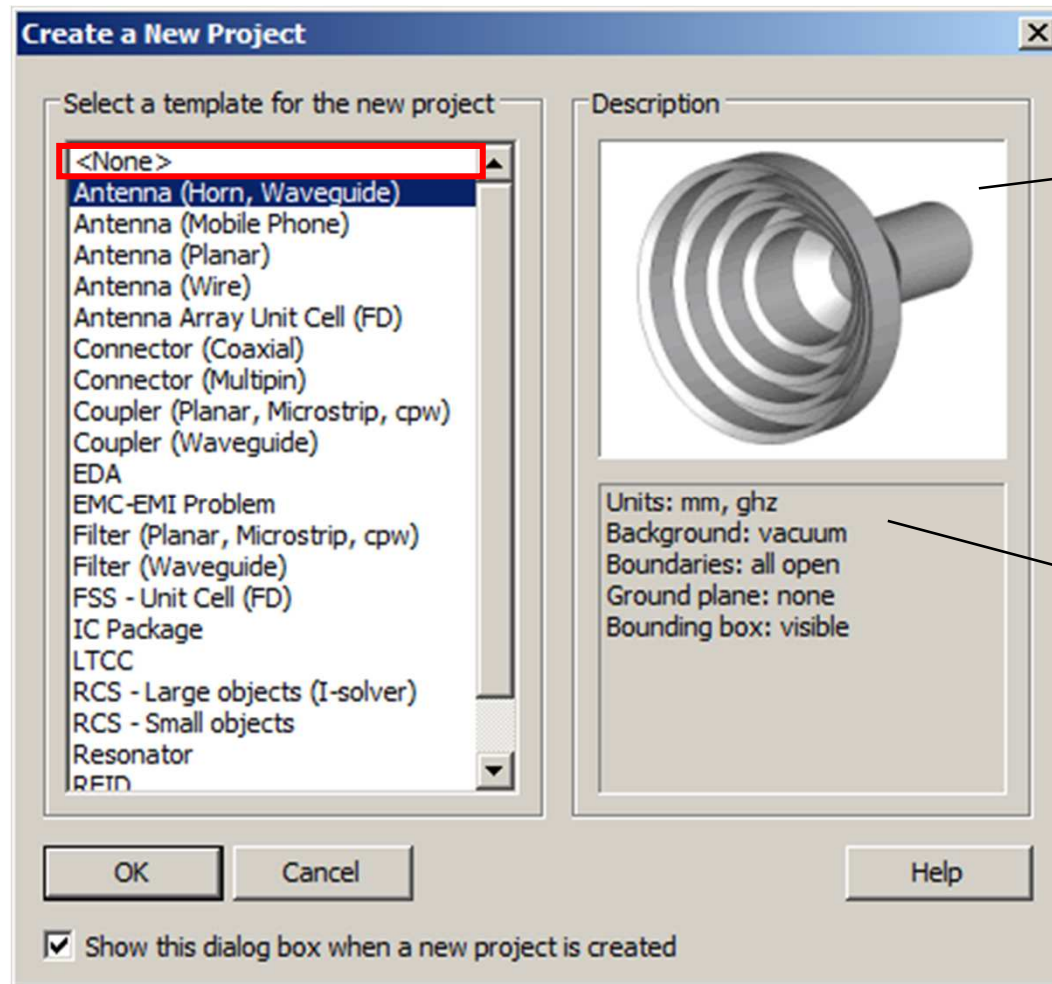 Create a New Project
Select a template for the new project
<None>
Antenna (Horn, Waveguide)
Antenna (Mobile Phone)
Antenna (Planar)
Antenna (Wire)
Antenna Array Unit Cell (FD)
Connector (Coaxial)
Connector (Multipin)
Coupler (Planar, Microstrip, cpw)
Coupler (Waveguide)
EDA
EMC-EMI Problem
Filter (Planar, Microstrip, cpw)
Filter (Waveguide)
FSS - Unit Cell (FD)
IC Package
LTCC
RCS - Large objects (I-solver)
RCS - Small objects
Resonator
RFID
Description
Units: mm, ghz
Background: vacuum
Boundaries: all open
Ground plane: none
Bounding box: visible
OK
Cancel
Help
Show this dialog box when a new project is created